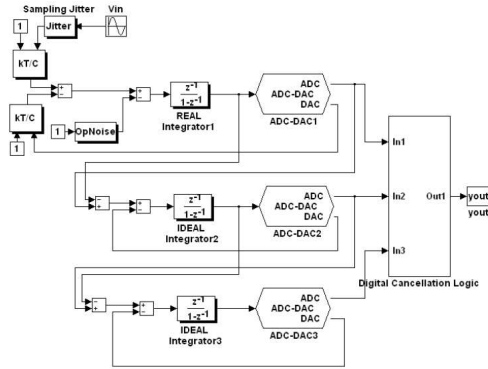 Sampling Jitter
Vin
1
Jitter
kT/C
kT/C
1
1
OpNoise
z-1
1-z-1
REAL
Integrator1
ADC
ADC-DAC
DAC
ADC-DAC1
z-1
1-z-1
IDEAL
Integrator2
ADC
ADC-DAC
DAC
ADC-DAC2
z-1
1-z-1
IDEAL
Integrator3
ADC
ADC-DAC
DAC
ADC-DAC3
In1
In2
In3
Out1
Digital Cancellation Logic
yout
yout